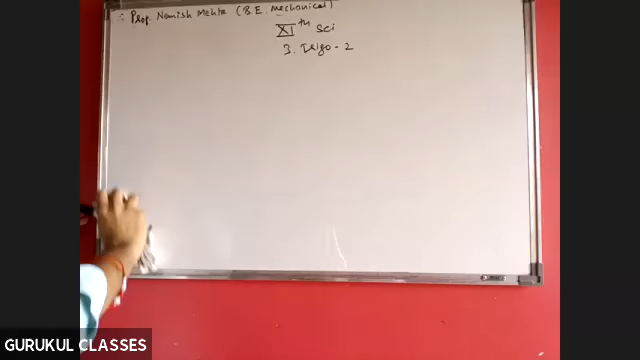 :: Prof. Namish Mehta (B.E. Mechanical)
XIth Sci
3. Trigo - 2
GURUKUL CLASSES